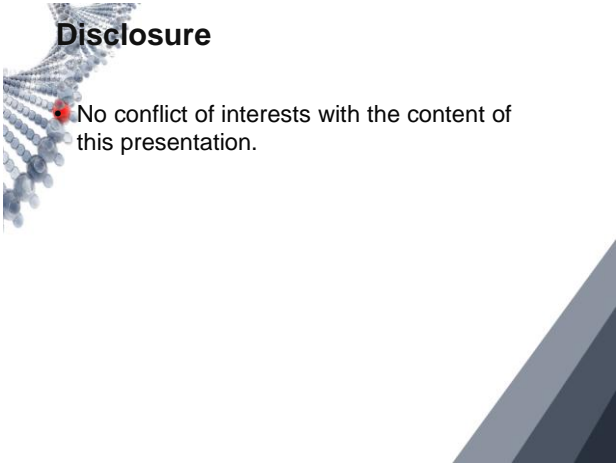 Disclosure
• No conflict of interests with the content of
this presentation.